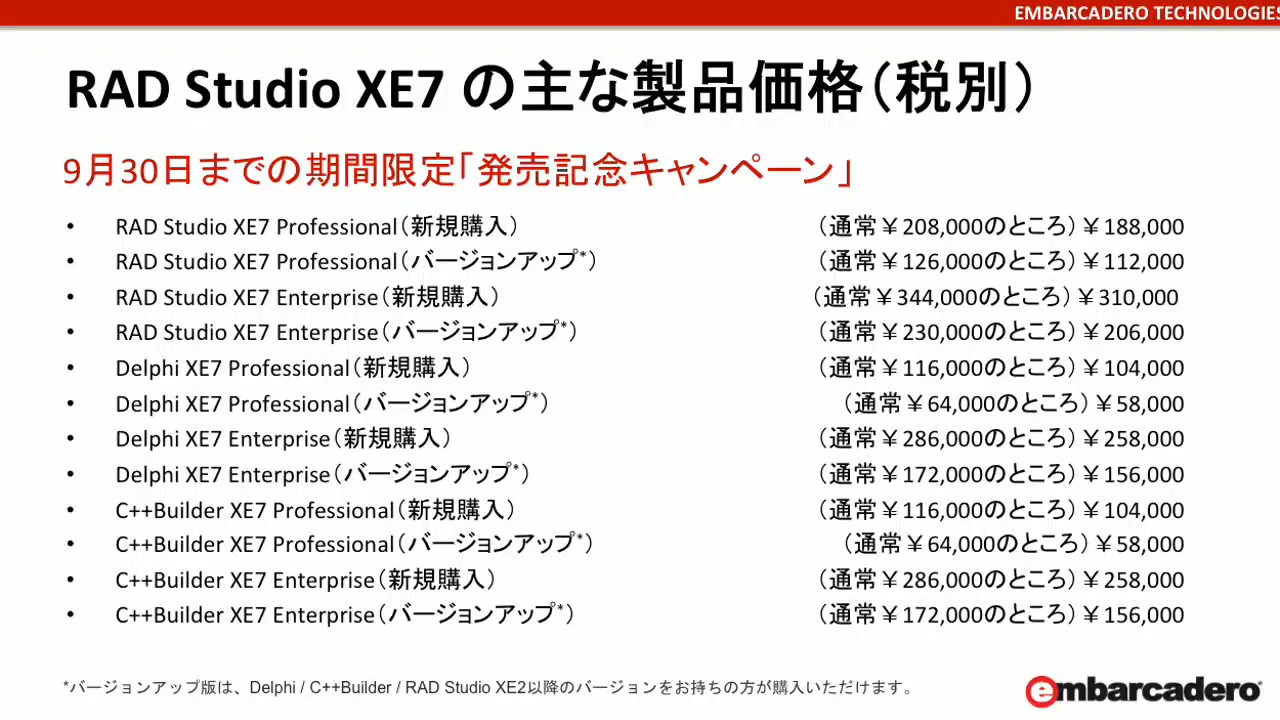 EMBARCADERO TECHNOLOGIES
RAD Studio XE7 の主な製品価格（税別）
9月30日までの期間限定「発売記念キャンペーン」
• RAD Studio XE7 Professional（新規購入） （通常￥208,000のところ）￥188,000
• RAD Studio XE7 Professional（バージョンアップ*） （通常￥126,000のところ）￥112,000
• RAD Studio XE7 Enterprise（新規購入） （通常￥344,000のところ）￥310,000
• RAD Studio XE7 Enterprise（バージョンアップ*） （通常￥230,000のところ）￥206,000
• Delphi XE7 Professional（新規購入） （通常￥116,000のところ）￥104,000
• Delphi XE7 Professional（バージョンアップ*） （通常￥64,000のところ）￥58,000
• Delphi XE7 Enterprise（新規購入） （通常￥286,000のところ）￥258,000
• Delphi XE7 Enterprise（バージョンアップ*） （通常￥172,000のところ）￥156,000
• C++Builder XE7 Professional（新規購入） （通常￥116,000のところ）￥104,000
• C++Builder XE7 Professional（バージョンアップ*） （通常￥64,000のところ）￥58,000
• C++Builder XE7 Enterprise（新規購入） （通常￥286,000のところ）￥258,000
• C++Builder XE7 Enterprise（バージョンアップ*） （通常￥172,000のところ）￥156,000
*バージョンアップ版は、Delphi / C++Builder / RAD Studio XE2以降のバージョンをお持ちの方が購入いただけます。
embarcadero®